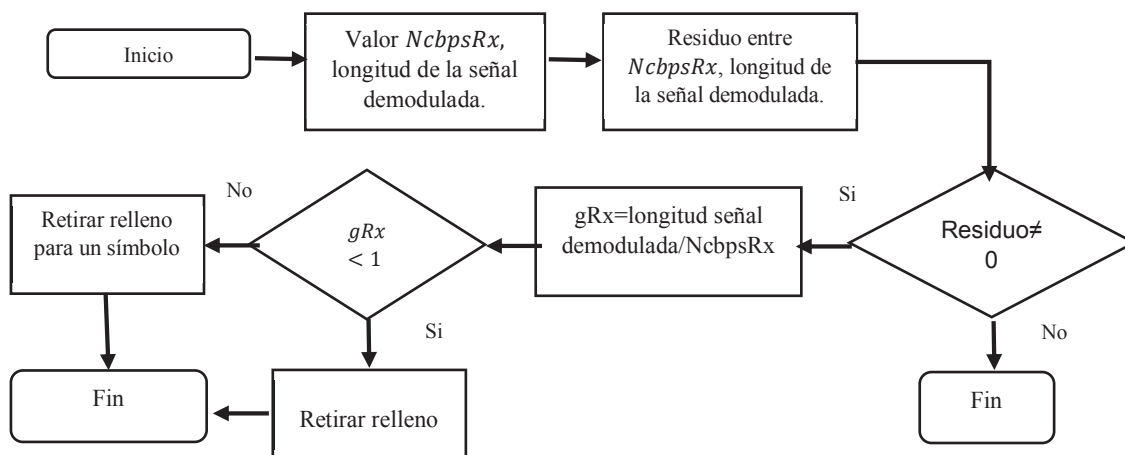 Inicio
Valor NcbpsRx,
longitud de la señal
demodulada.
Residuo entre
NcbpsRx, longitud de
la señal demodulada.
Residuo≠
0
Si
No
gRx=longitud señal
demodulada/NcbpsRx
gRx
< 1
No
Si
Retirar relleno
para un símbolo
Fin
Retirar relleno
Fin